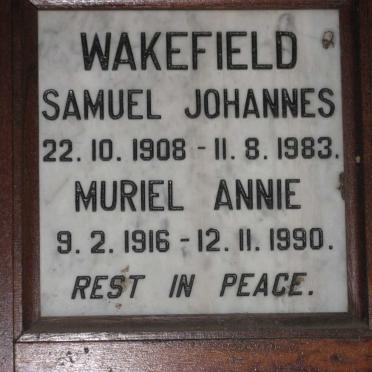 WAKEFIELD
SAMUEL JOHANNES
22. 10. 1908 - 11. 8. 1983.
MURIEL ANNIE
9. 2. 1916 - 12. 11. 1990.
REST IN PEACE.